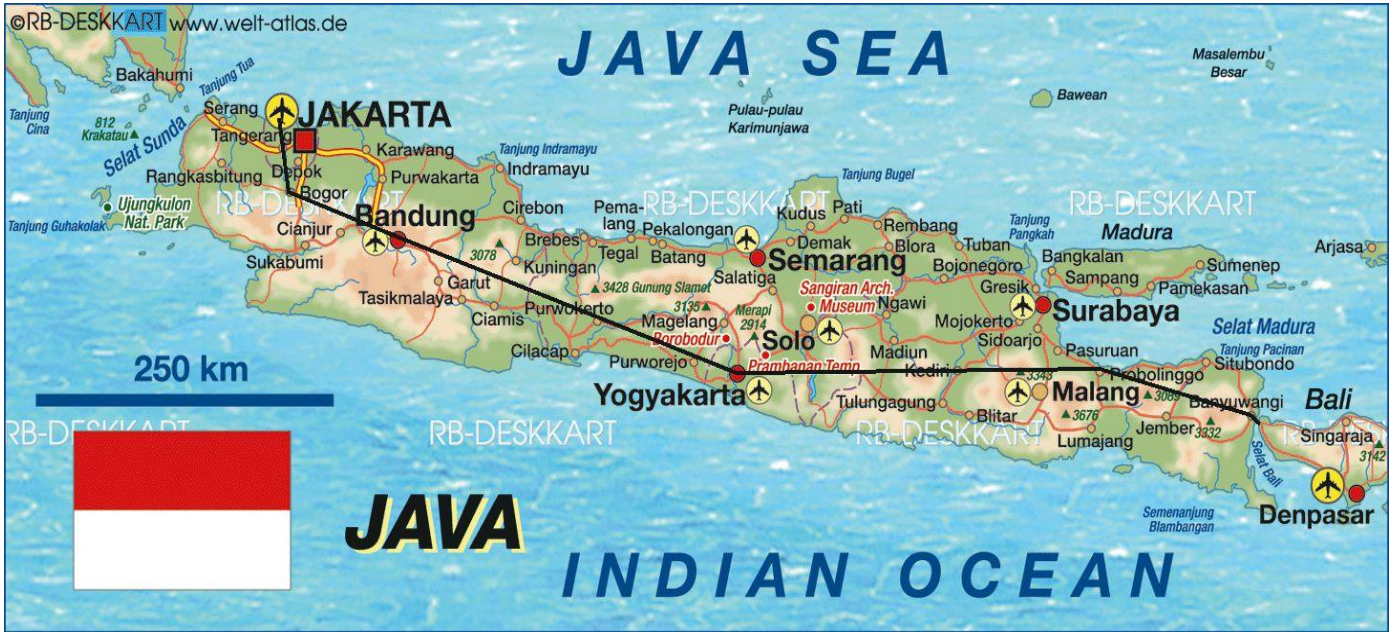 ©RB-DESKKART www.welt-atlas.de
JAVA SEA
Masalembu
Besar
Bakahumi
Tanjung Tua
Pulau-pulau
Karimunjawa
Bawean
Tanjung
Cina
812
Krakatau
Selat Sunda
Serang
JAKARTA
Tangerang
Karawang
Tanjung Indramayu
Indramayu
Depok
Purwakarta
Rangkasbitung
Bogor
RB-DESKKART
RB-DESKKART
RB-DESKKART
Tanjung Bugel
Ujungkulon
Nat. Park
Tanjung Guhakolak
Bandung
Cianjur
Sukabumi
Cirebon
Pema-
lang
Pekalongan
Brebes
Tegal
Batang
Kudus
Pati
Rembang
Demak
Blora
Tuban
Tanjung
Pangkah
Madura
Bangkalan
Sumenep
Arjasa
3078
Kuningan
Semarang
Salatiga
Bojonegoro
Gresik
Sampang
Pamekasan
Garut
Tasikmalaya
Ciamis
3428 Gunung Slamet
Purwokerto
3135
Merapi
2914
Sangiran Arch.
Museum
Ngawi
Surabaya
Mojokerto
Sidoarjo
Selat Madura
Magelang
Borobodur
Solo
Madiun
Pasuruan
Tanjung Pacinan
Situbondo
Cilacap
Purworejo
Prambanan Temp.
Kediri
3343
Probolinggo
250 km
Yogyakarta
Tulungagung
Malang
3089
Banyuwangi
Bali
Blitar
3676
Jember
3332
Lumajang
Singaraja
3142
RB-DESKKART
RB-DESKKART
RB-DESKKART
RB-DESKK
Selat Bali
Denpasar
Semenanjung
Blambangan
JAVA
INDIAN OCEAN